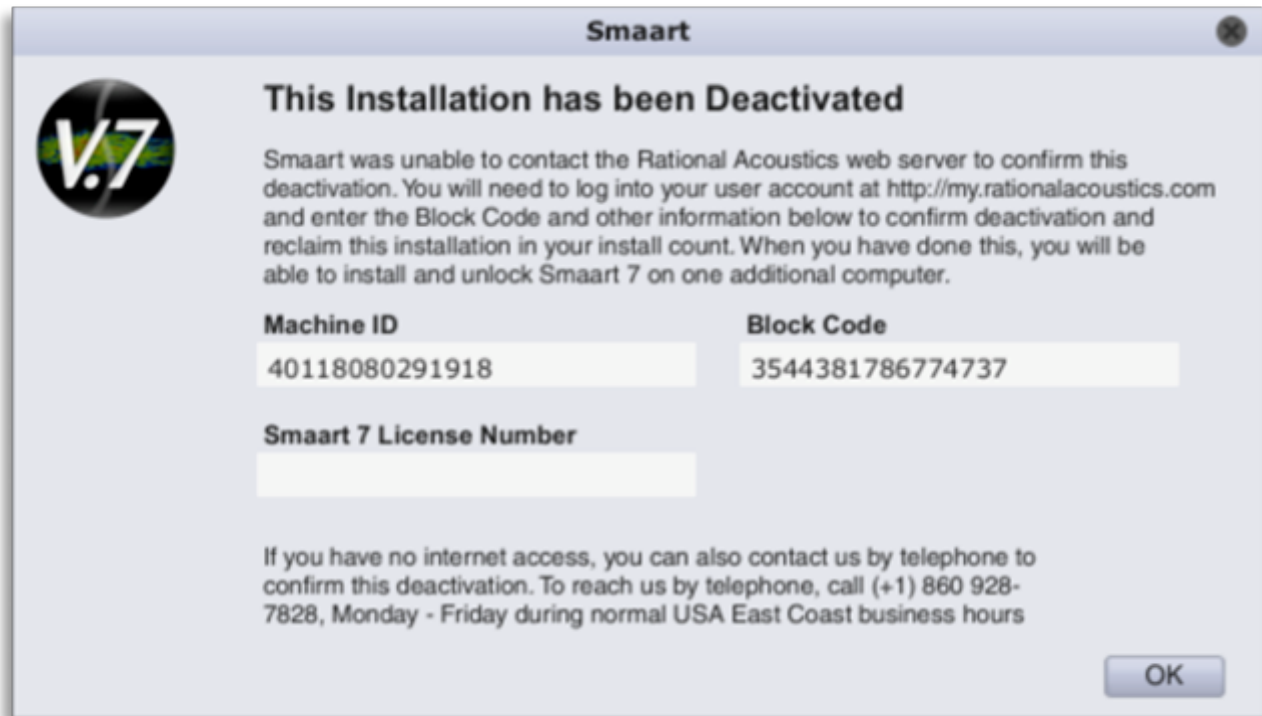 Smaart
V.7
This Installation has been Deactivated
Smaart was unable to contact the Rational Acoustics web server to confirm this
deactivation. You will need to log into your user account at http://my.rationalacoustics.com
and enter the Block Code and other information below to confirm deactivation and
reclaim this installation in your install count. When you have done this, you will be
able to install and unlock Smaart 7 on one additional computer.
Machine ID
Block Code
40118080291918
3544381786774737
Smaart 7 License Number
If you have no internet access, you can also contact us by telephone to
confirm this deactivation. To reach us by telephone, call (+1) 860 928-
7828, Monday - Friday during normal USA East Coast business hours
OK